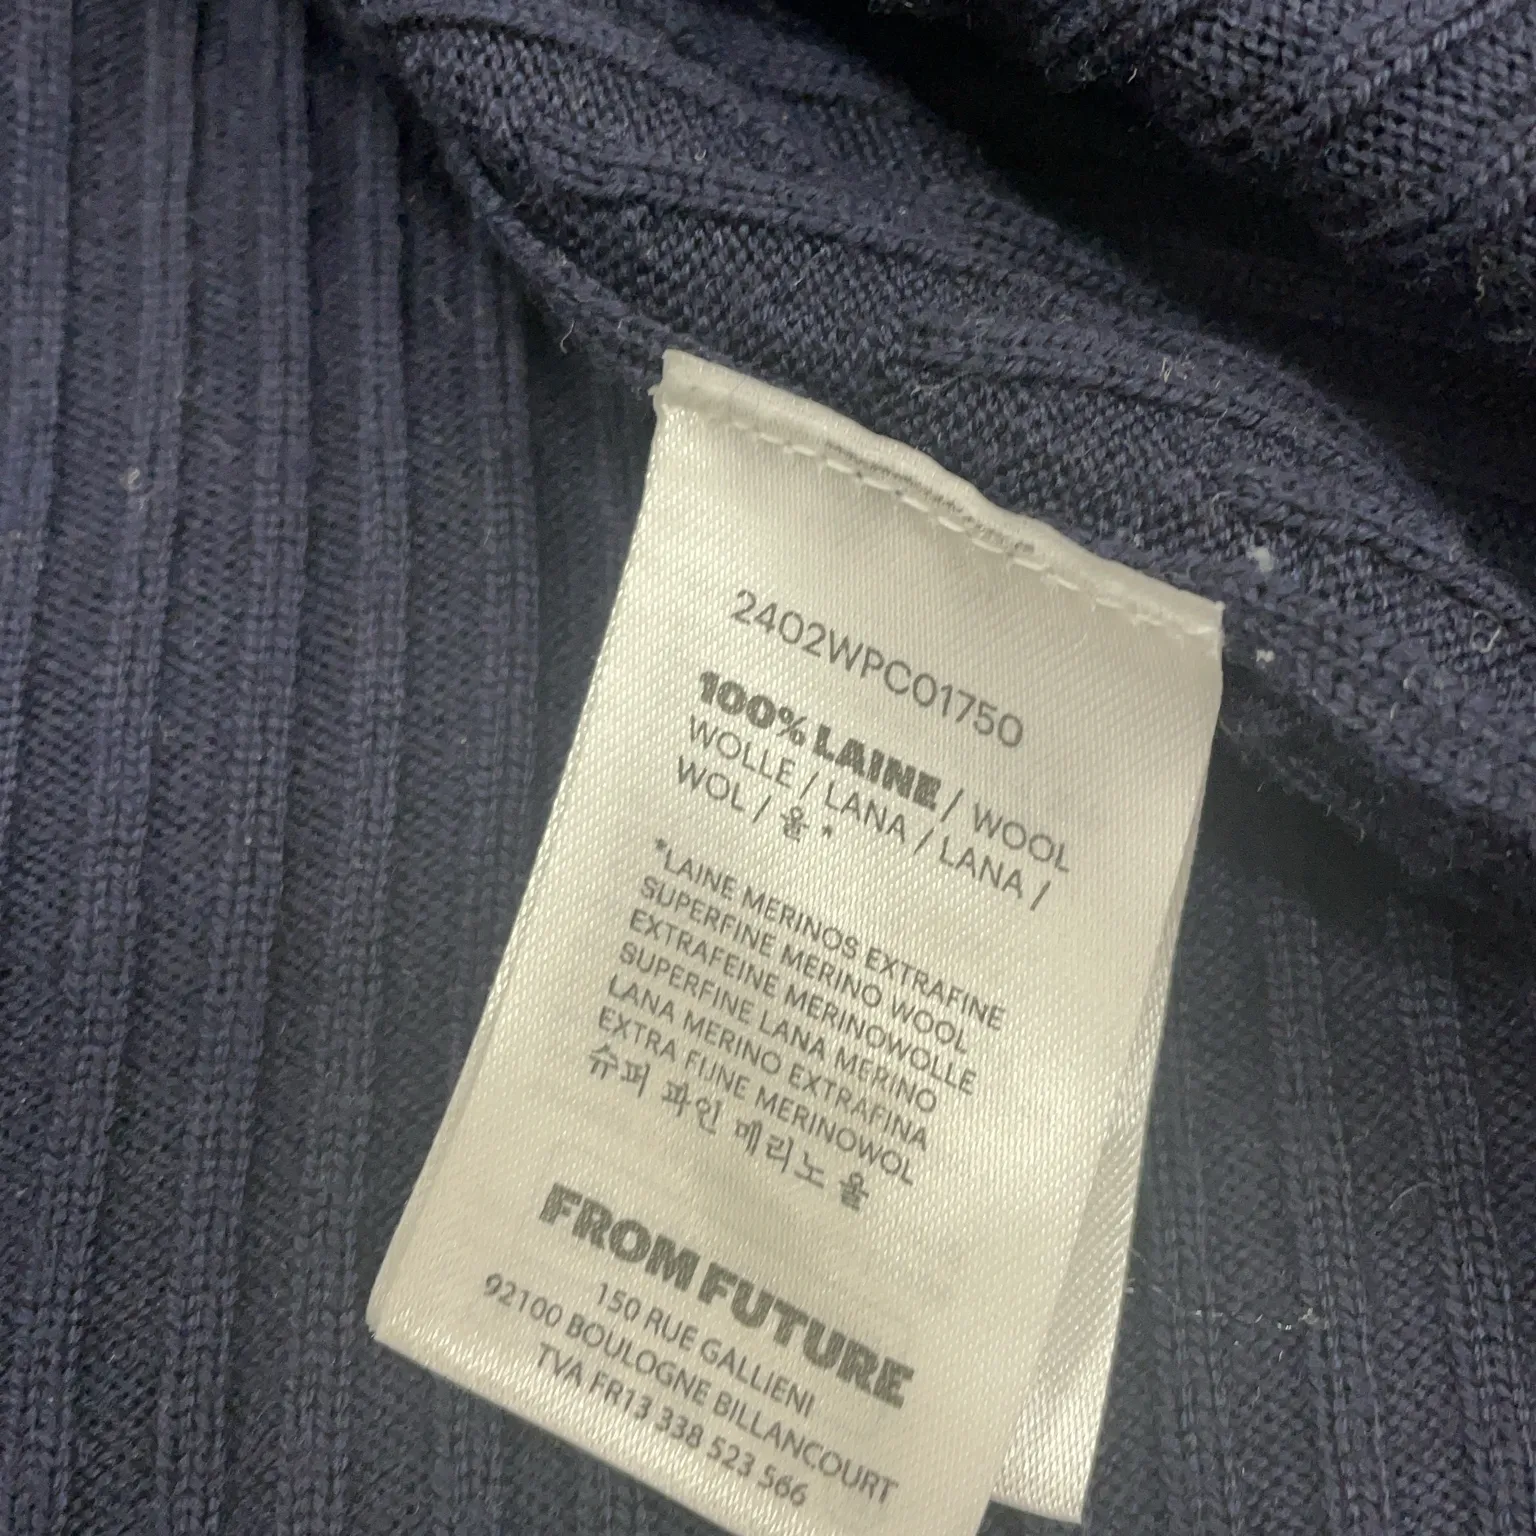 2402WPC01750
100% LAINE / WOOL
WOLLE / LANA / LANA /
WOL / 울 *
*LAINE MERINOS EXTRAFINE
SUPERFINE MERINO WOOL
EXTRAFEINE MERINOWOLLE
SUPERFINE LANA MERINO
LANA MERINO EXTRAFINA
EXTRA FIJNE MERINOWOL
슈퍼 파인 메리노 울
FROM FUTURE
150 RUE GALLIENI
92100 BOULOGNE BILLANCOURT
TVA FR13 338 523 566